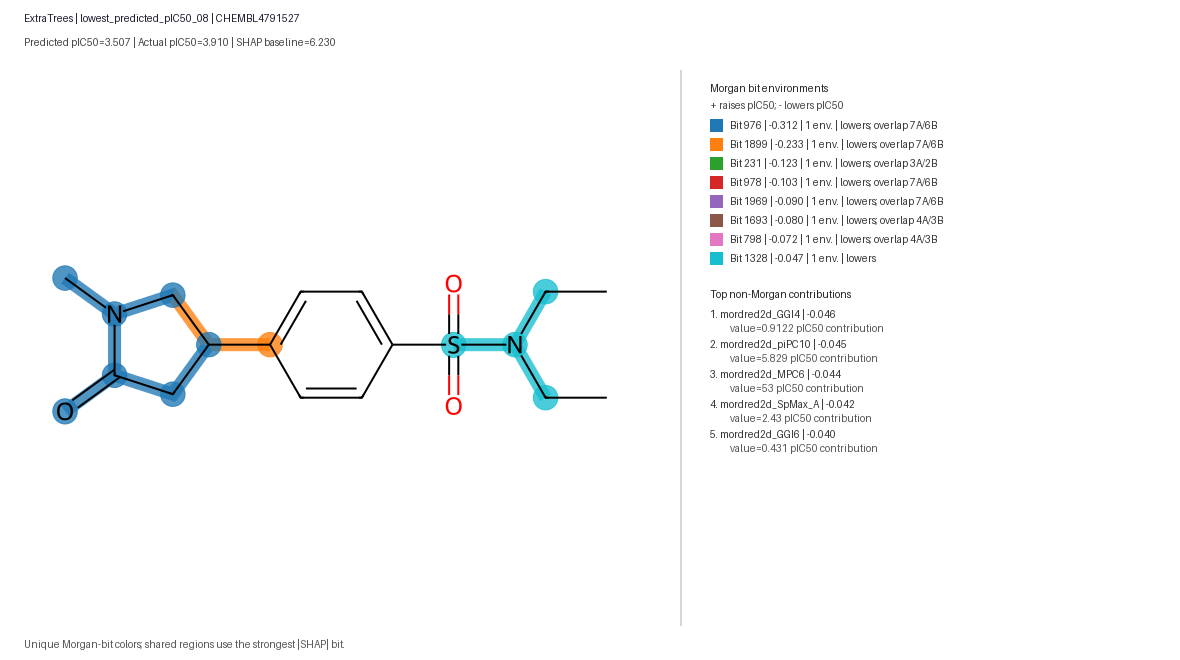 ExtraTrees | lowest_predicted_pIC50_08 | CHEMBL4791527
Predicted pIC50=3.507 | Actual pIC50=3.910 | SHAP baseline=6.230
Morgan bit environments
+ raises pIC50; - lowers pIC50
Bit 976 | -0.312 | 1 env. | lowers; overlap 7A/6B
Bit 1899 | -0.233 | 1 env. | lowers; overlap 7A/6B
Bit 231 | -0.123 | 1 env. | lowers; overlap 3A/2B
Bit 978 | -0.103 | 1 env. | lowers; overlap 7A/6B
Bit 1969 | -0.090 | 1 env. | lowers; overlap 7A/6B
Bit 1693 | -0.080 | 1 env. | lowers; overlap 4A/3B
Bit 798 | -0.072 | 1 env. | lowers; overlap 4A/3B
Bit 1328 | -0.047 | 1 env. | lowers
Top non-Morgan contributions
1. mordred2d_GGI4 | -0.046
value=0.9122 pIC50 contribution
2. mordred2d_piPC10 | -0.045
value=5.829 pIC50 contribution
3. mordred2d_MPC6 | -0.044
value=53 pIC50 contribution
4. mordred2d_SpMax_A | -0.042
value=2.43 pIC50 contribution
5. mordred2d_GGI6 | -0.040
value=0.431 pIC50 contribution
O
N
S
N
O
O
Unique Morgan-bit colors; shared regions use the strongest |SHAP| bit.